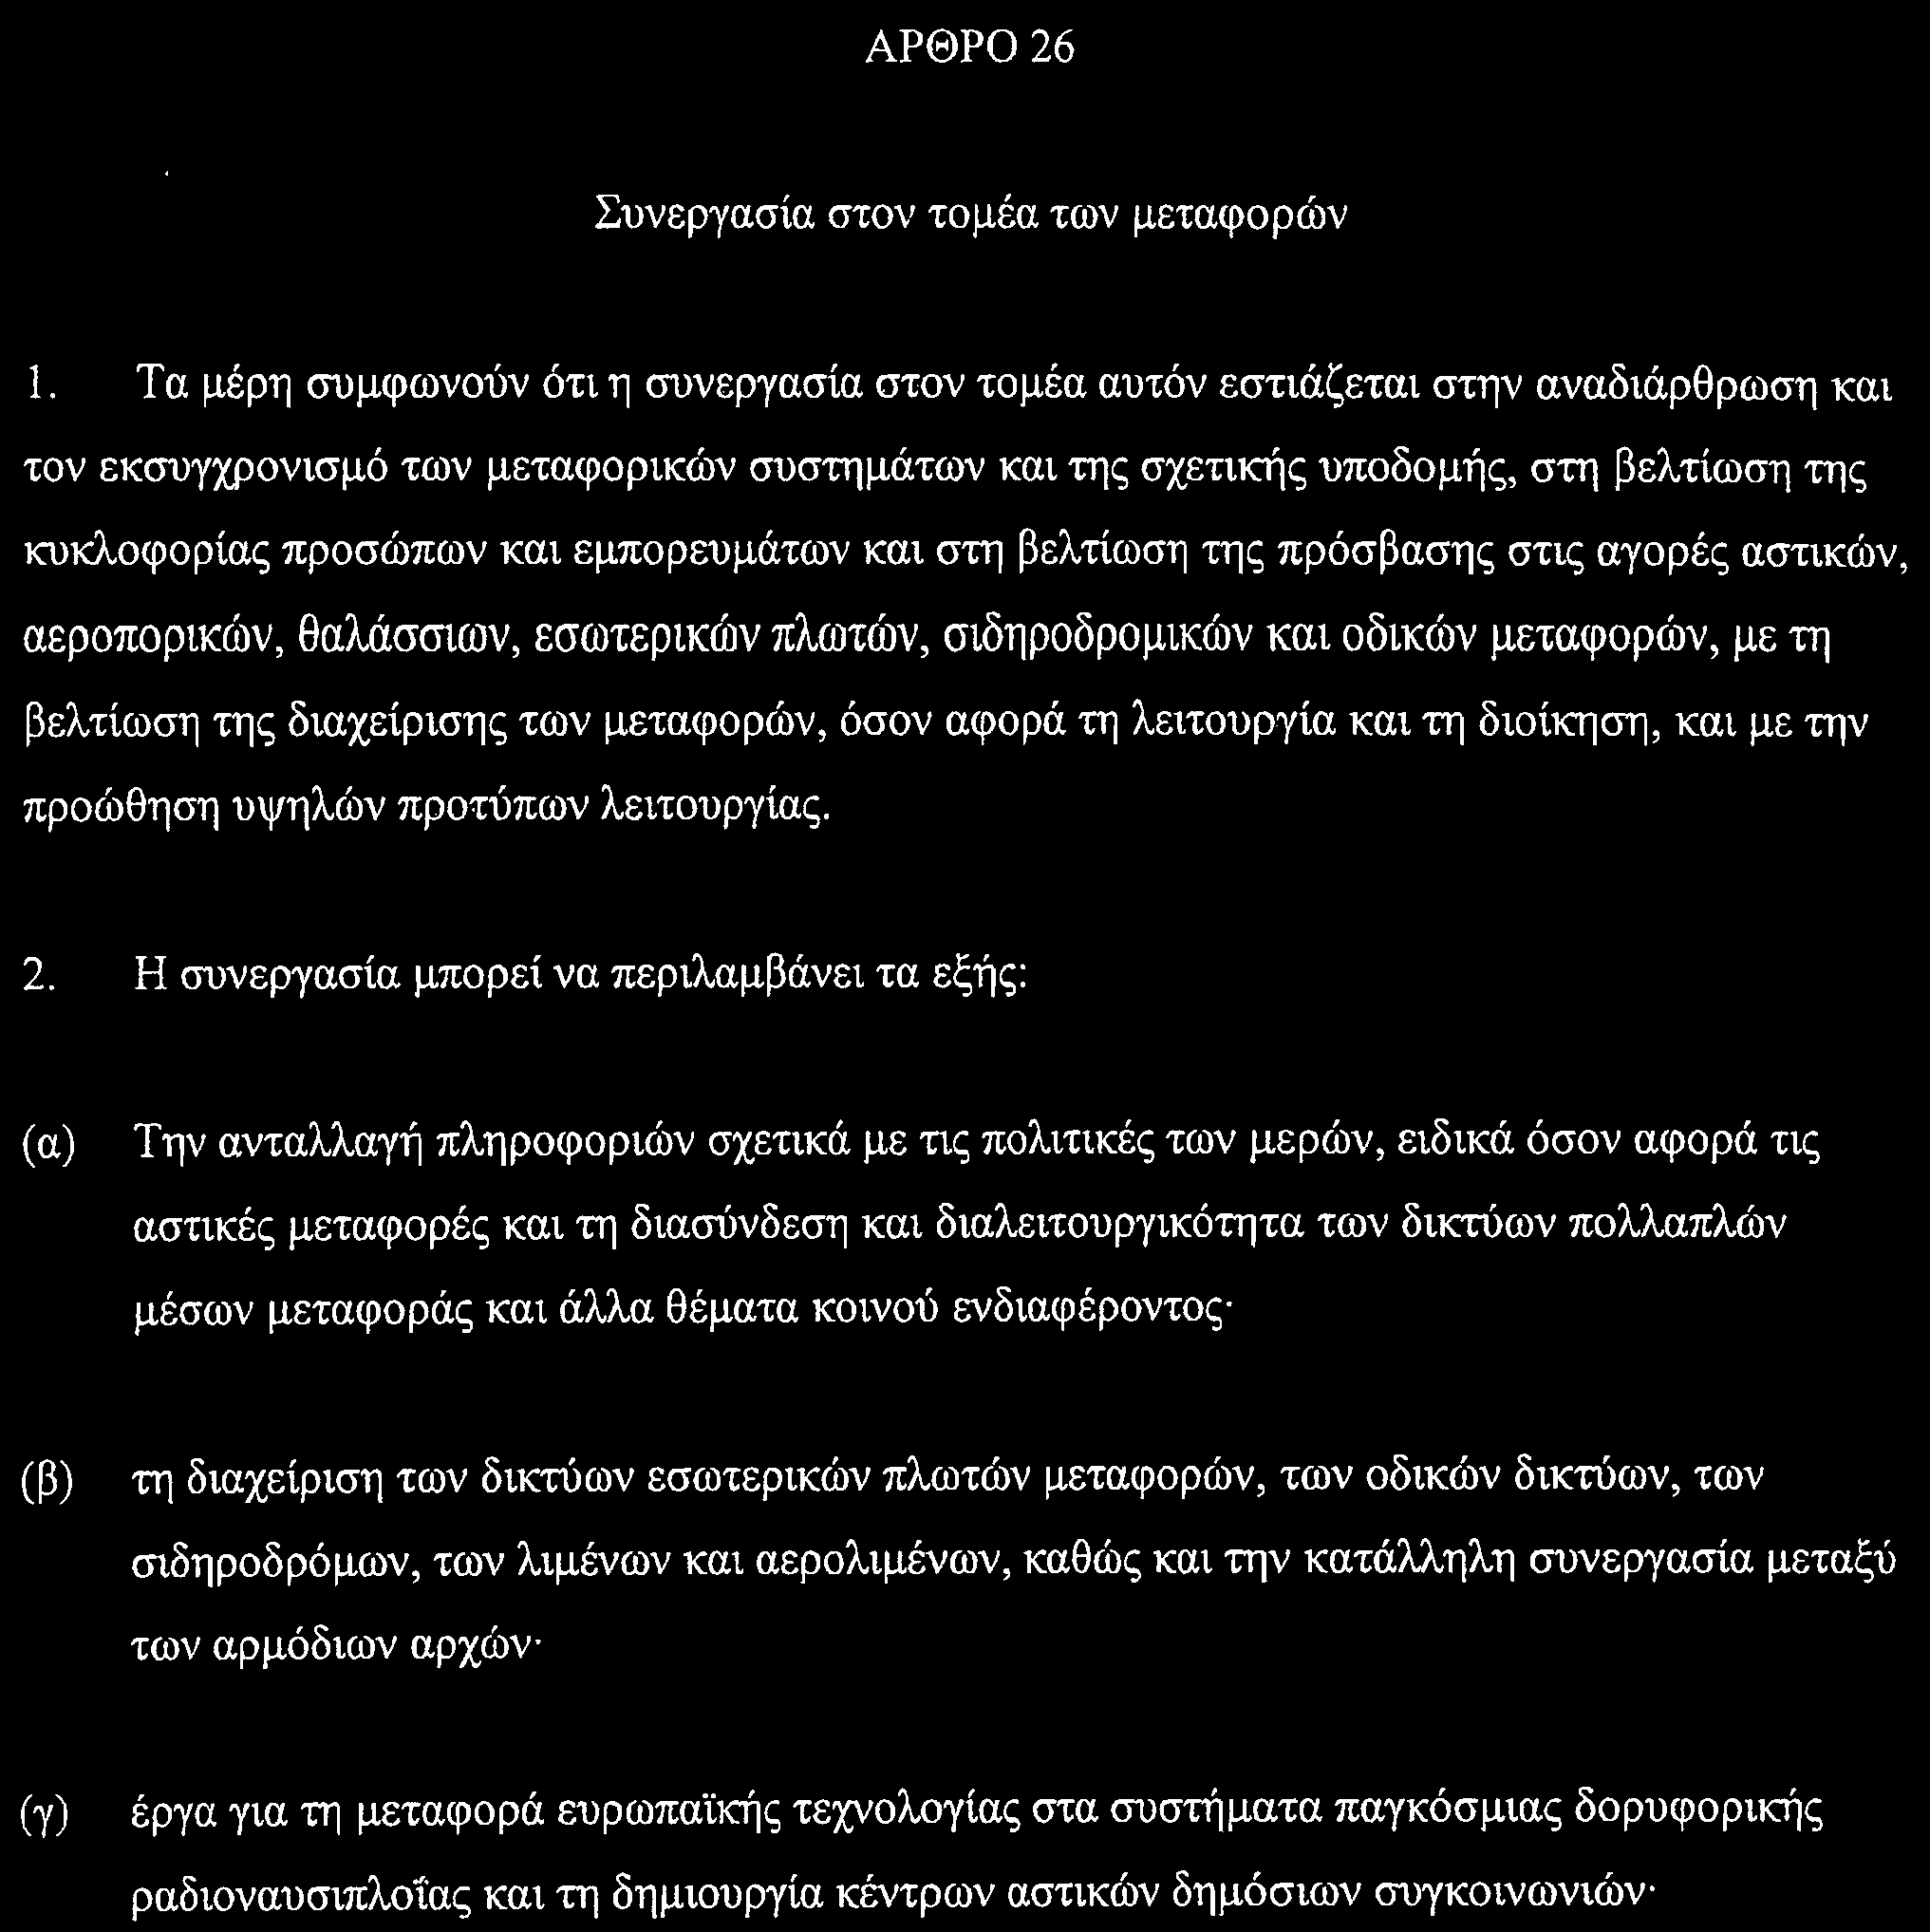 ΑΡΘΡΟ 26
Συνεργασία στον τομέα των μεταφορών
1. Τα μέρη συμφωνούν ότι η συνεργασία στον τομέα αυτόν εστιάζεται στην αναδιάρθρωση και
τον εκσυγχρονισμό των μεταφορικών συστημάτων και της σχετικής υποδομής, στη βελτίωση της
κυκλοφορίας προσώπων και εμπορευμάτων και στη βελτίωση της πρόσβασης στις αγορές αστικών,
αεροπορικών, θαλάσσιων, εσωτερικών πλωτών, σιδηροδρομικών και οδικών μεταφορών, με τη
βελτίωση της διαχείρισης των μεταφορών, όσον αφορά τη λειτουργία και τη διοίκηση, και με την
προώθηση υψηλών προτύπων λειτουργίας.
2. Η συνεργασία μπορεί να περιλαμβάνει τα εξής:
(α) Την ανταλλαγή πληροφοριών σχετικά με τις πολιτικές των μερών, ειδικά όσον αφορά τις
αστικές μεταφορές και τη διασύνδεση και διαλειτουργικότητα των δικτύων πολλαπλών
μέσων μεταφοράς και άλλα θέματα κοινού ενδιαφέροντος·
(β) τη διαχείριση των δικτύων εσωτερικών πλωτών μεταφορών, των οδικών δικτύων, των
σιδηροδρόμων, των λιμένων και αερολιμένων, καθώς και την κατάλληλη συνεργασία μεταξύ
των αρμόδιων αρχών·
(γ) έργα για τη μεταφορά ευρωπαϊκής τεχνολογίας στα συστήματα παγκόσμιας δορυφορικής
ραδιοναυσιπλοΐας και τη δημιουργία κέντρων αστικών δημόσιων συγκοινωνιών·